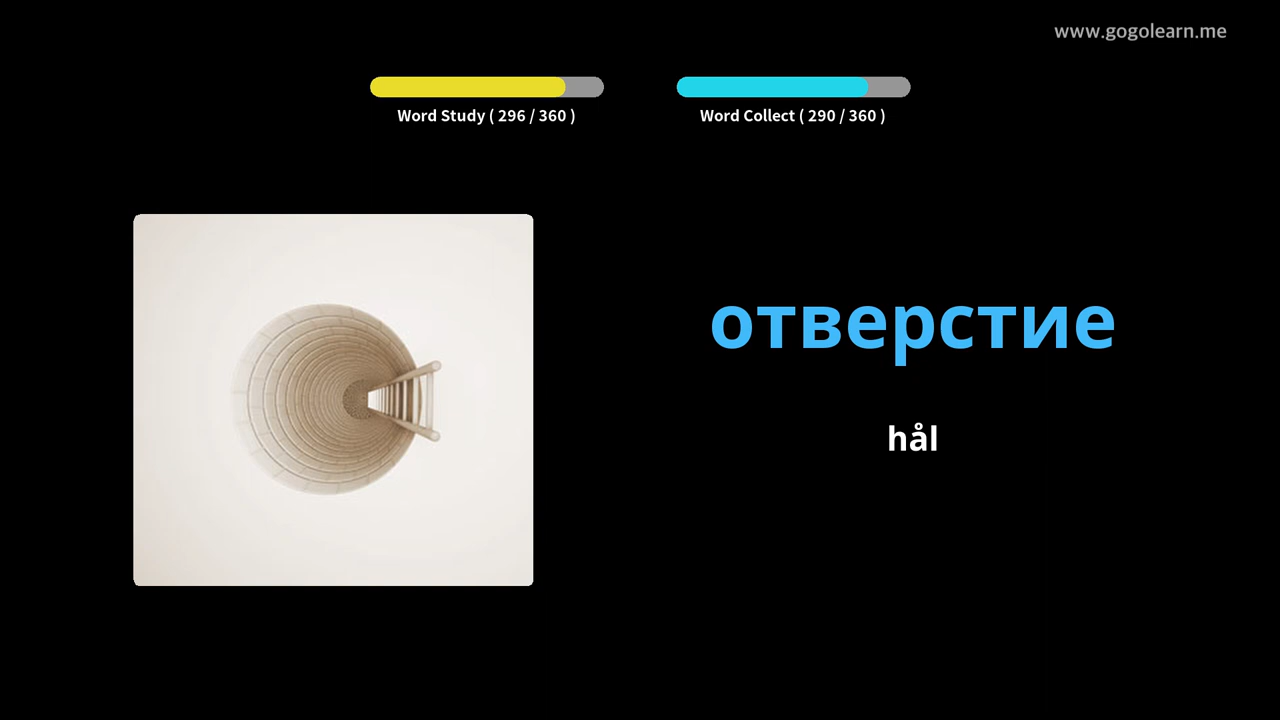 www.gogolearn.me
Word Study ( 296 / 360 )
Word Collect ( 290 / 360 )
отверстие
hål